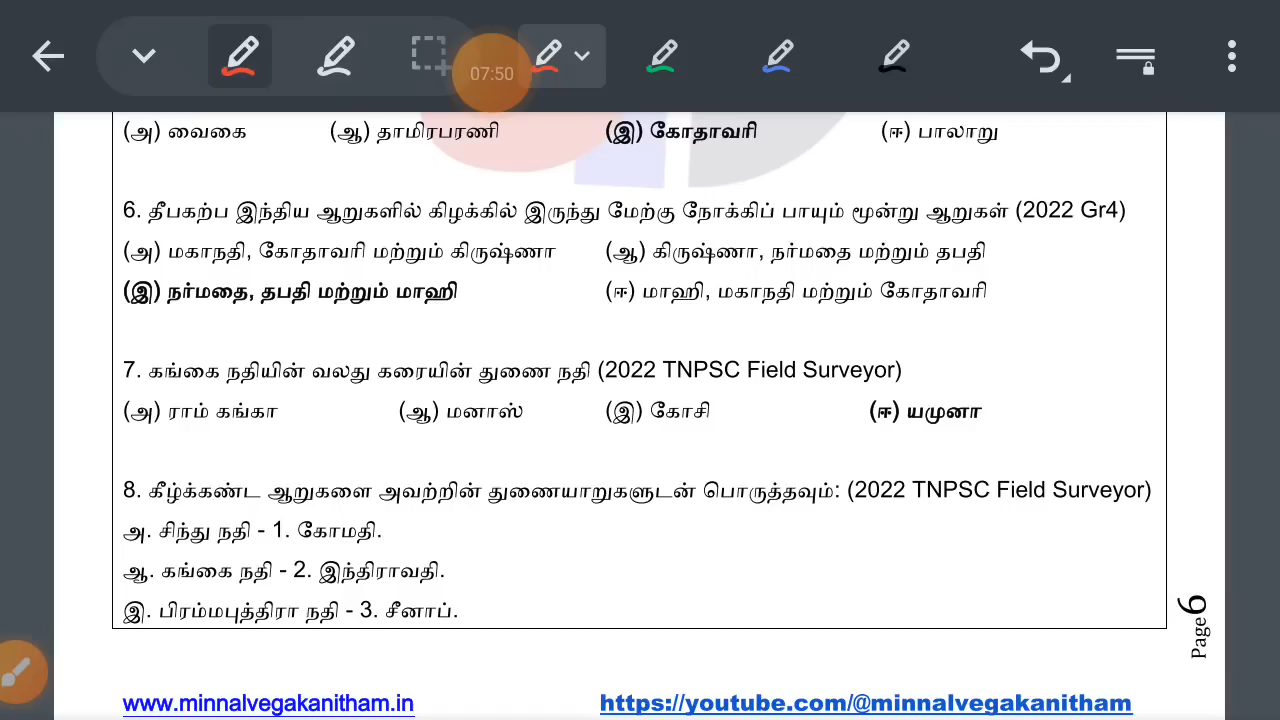 07:50
(அ) வைகை (ஆ) தாமிரபரணி (இ) கோதாவரி (ஈ) பாலாறு
6. தீபகற்ப இந்திய ஆறுகளில் கிழக்கில் இருந்து மேற்கு நோக்கிப் பாயும் மூன்று ஆறுகள் (2022 Gr4)
(அ) மகாநதி, கோதாவரி மற்றும் கிருஷ்ணா (ஆ) கிருஷ்ணா, நர்மதை மற்றும் தபதி
(இ) நர்மதை, தபதி மற்றும் மாஹி (ஈ) மாஹி, மகாநதி மற்றும் கோதாவரி
7. கங்கை நதியின் வலது கரையின் துணை நதி (2022 TNPSC Field Surveyor)
(அ) ராம் கங்கா (ஆ) மனாஸ் (இ) கோசி (ஈ) யமுனா
8. கீழ்க்கண்ட ஆறுகளை அவற்றின் துணையாறுகளுடன் பொருத்தவும்: (2022 TNPSC Field Surveyor)
அ. சிந்து நதி - 1. கோமதி.
ஆ. கங்கை நதி - 2. இந்திராவதி.
இ. பிரம்மபுத்திரா நதி - 3. சீனாப்.
Page 6
www.minnalvegakanitham.in https://youtube.com/@minnalvegakanitham